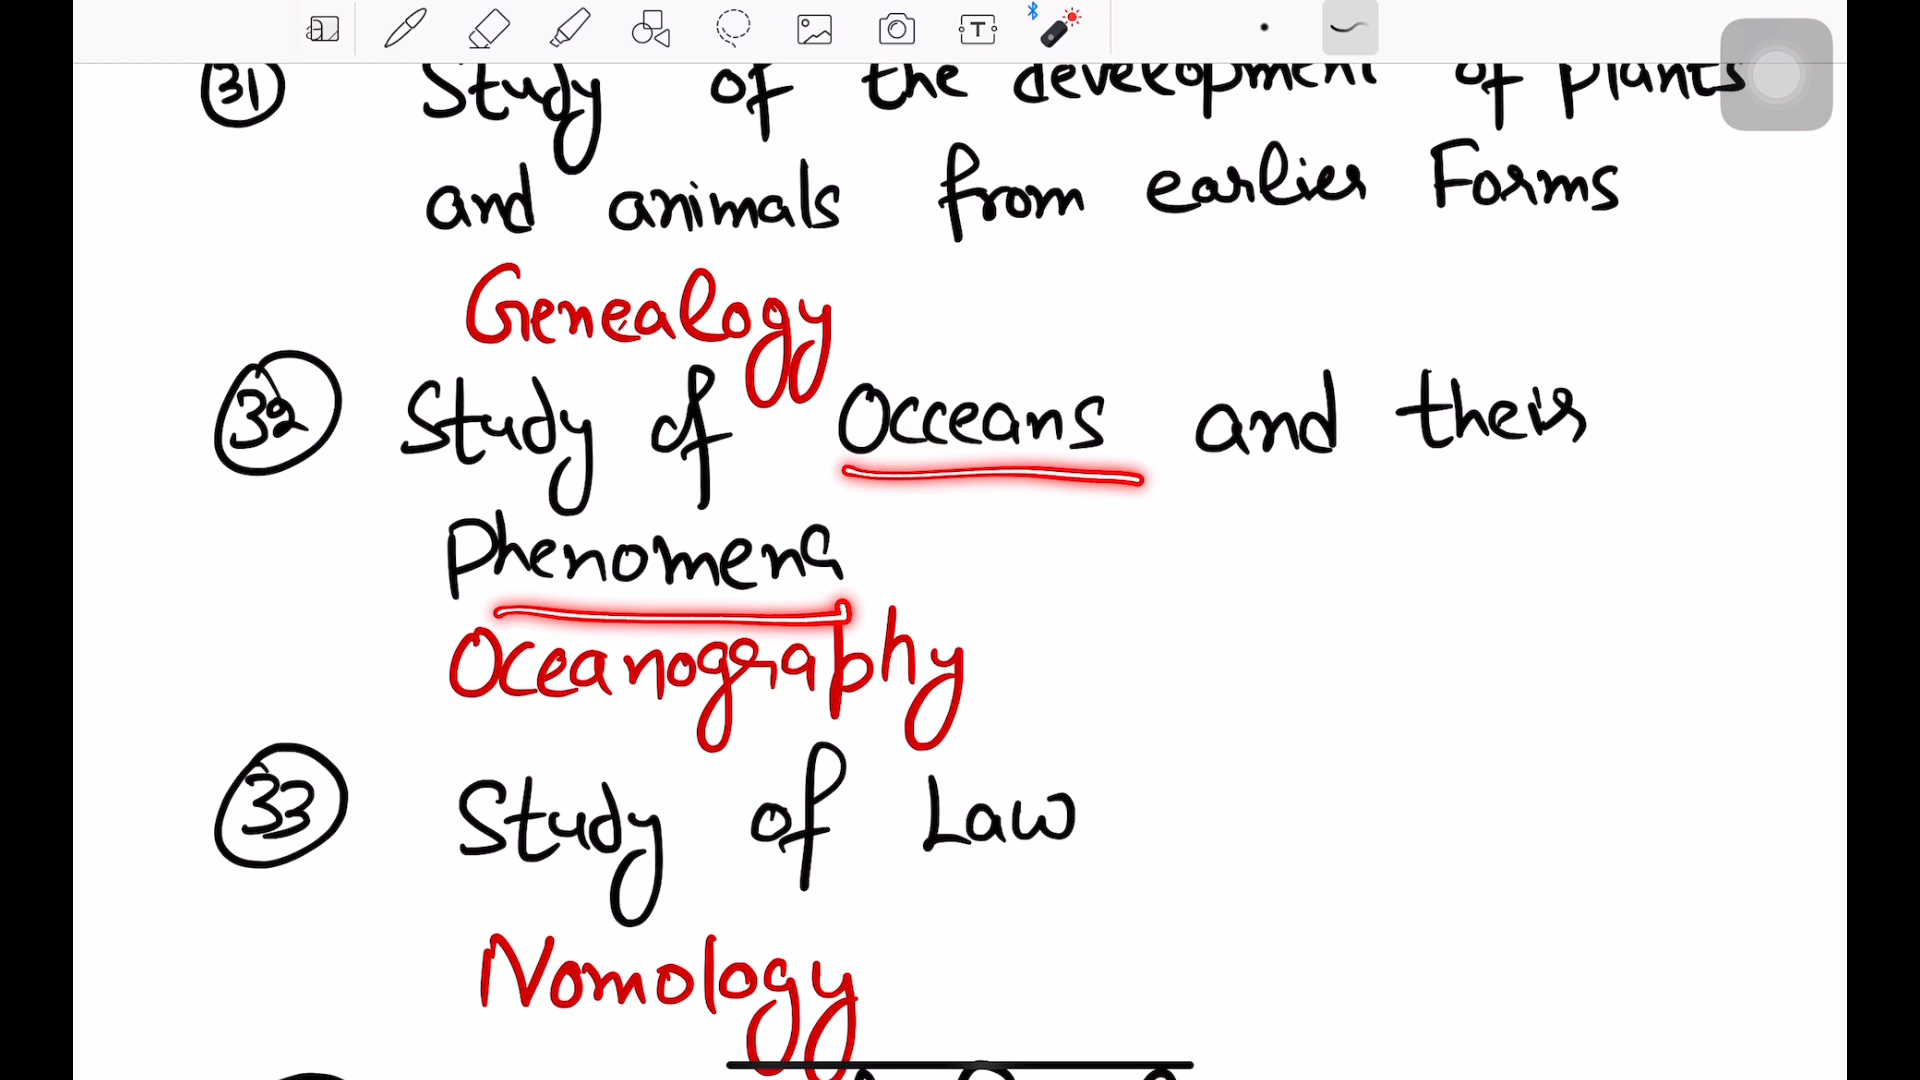 31 Study of the development of plants
and animals from earlier Forms
Genealogy
32 Study of Occeans and their
Phenomena
Oceanography
33 Study of Law
Nomology